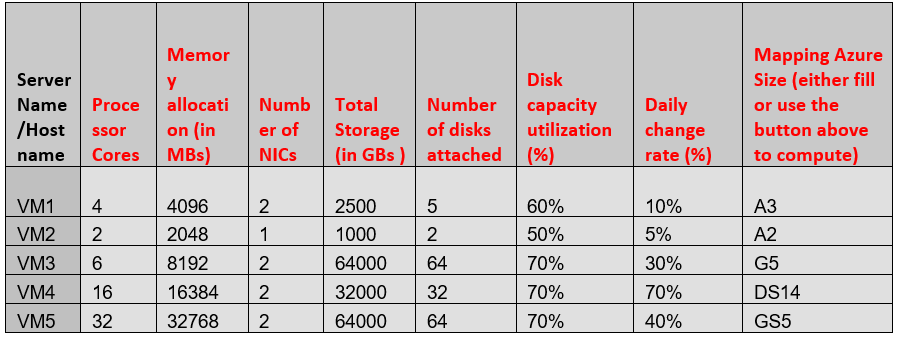 Server Name /Host name	Processor Cores	Memory allocation (in MBs)	Number of NICs	Total Storage (in GBs )	Number of disks attached	Disk capacity utilization (%)	Daily change rate (%)	Mapping Azure Size (either fill or use the button above to compute)
VM1	4	4096	2	2500	5	60%	10%	A3
VM2	2	2048	1	1000	2	50%	5%	A2
VM3	6	8192	2	64000	64	70%	30%	G5
VM4	16	16384	2	32000	32	70%	70%	DS14
VM5	32	32768	2	64000	64	70%	40%	GS5